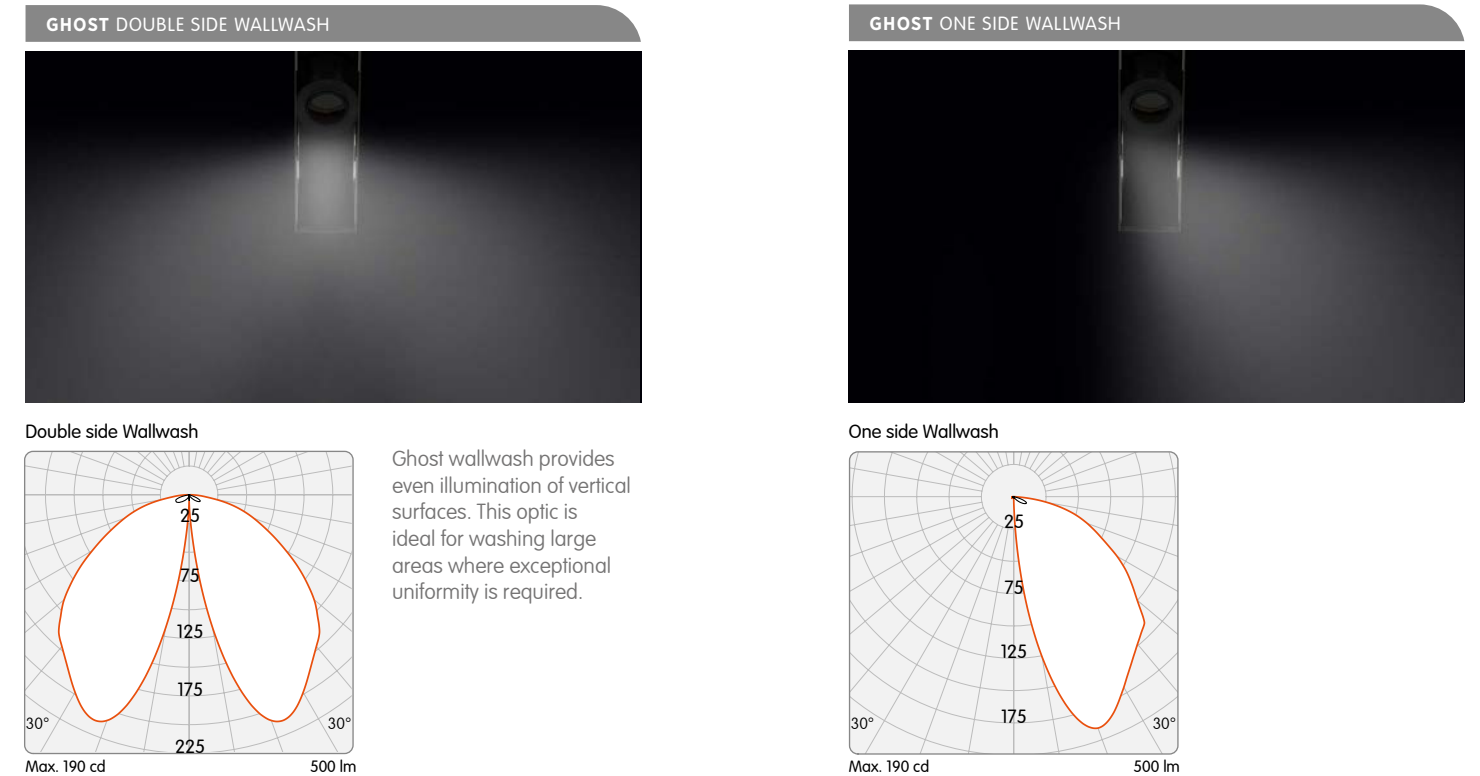 GHOST DOUBLE SIDE WALLWASH
Double side Wallwash
25
75
125
175
30°
30°
225
Max. 190 cd
500 lm
Ghost wallwash provides
even illumination of vertical
surfaces. This optic is
ideal for washing large
areas where exceptional
uniformity is required.
GHOST ONE SIDE WALLWASH
One side Wallwash
25
75
125
175
30°
30°
Max. 190 cd
500 lm